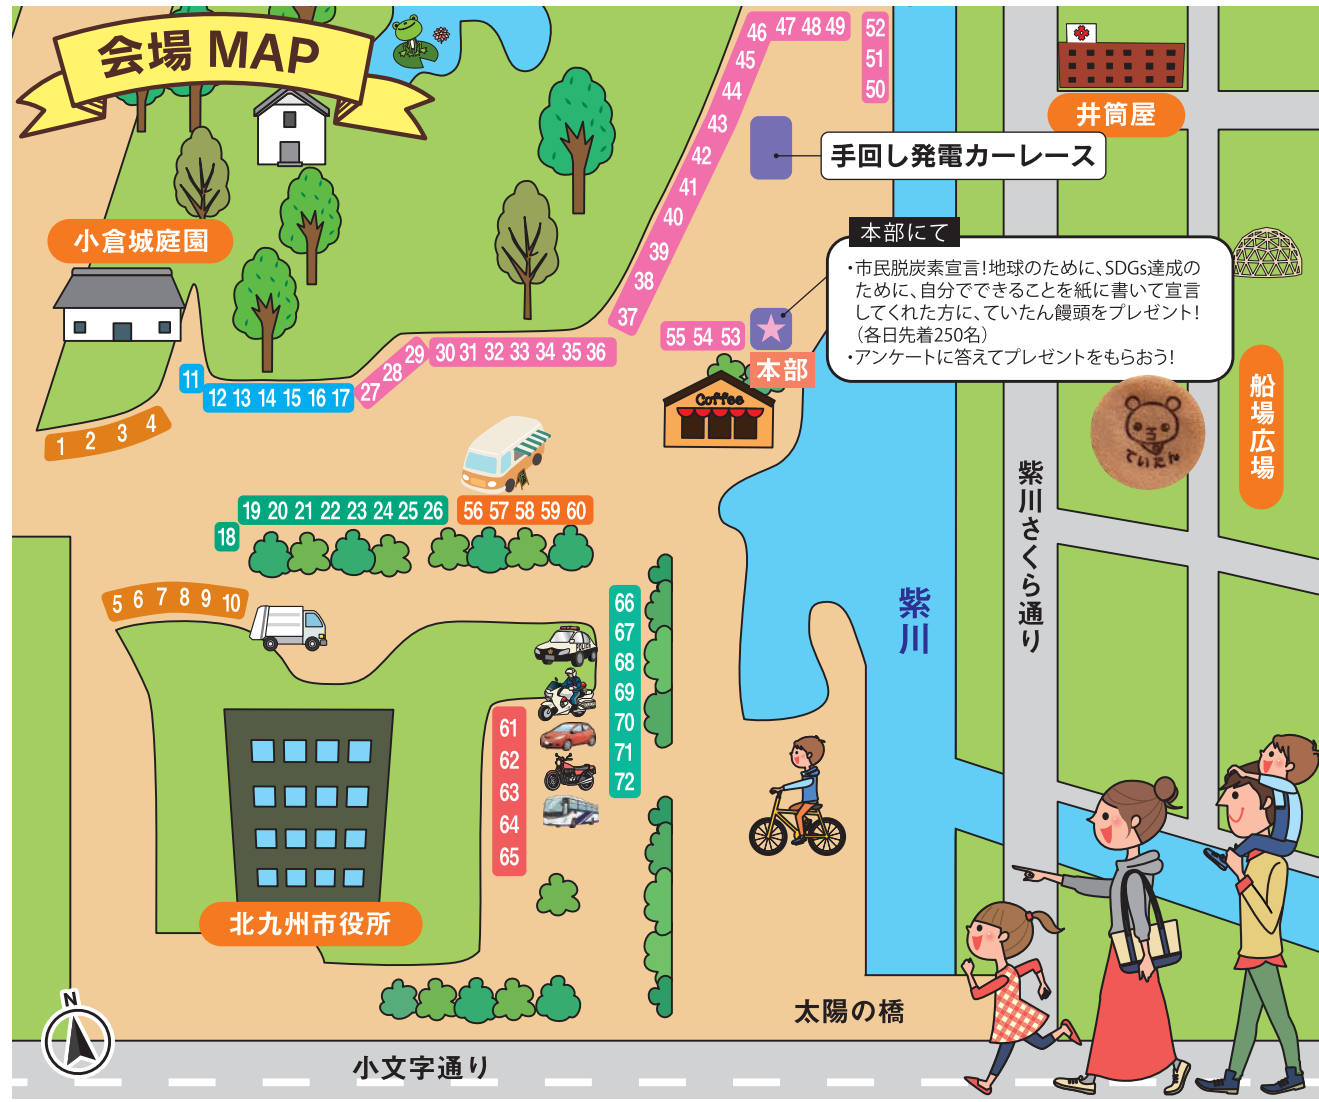 会場 MAP
46 47 48 49
52
51
50
45
44
43
42
41
40
39
38
37
井筒屋
手回し発電カーレース
本部にて
・市民脱炭素宣言！地球のために、SDGs達成の
ために、自分でできることを紙に書いて宣言
してくれた方に、ていたん饅頭をプレゼント！
（各日先着250名）
・アンケートに答えてプレゼントをもらおう！
ていたん
小倉城庭園
55 54 53
本部
Coffee
11
12 13 14 15 16 17
27
28
29
30 31 32 33 34 35 36
1 2 3 4
船場広場
紫川さくら通り
紫川
18
19 20 21 22 23 24 25 26
56 57 58 59 60
5 6 7 8 9 10
66
67
68
69
70
71
72
61
62
63
64
65
北九州市役所
太陽の橋
小文字通り
N